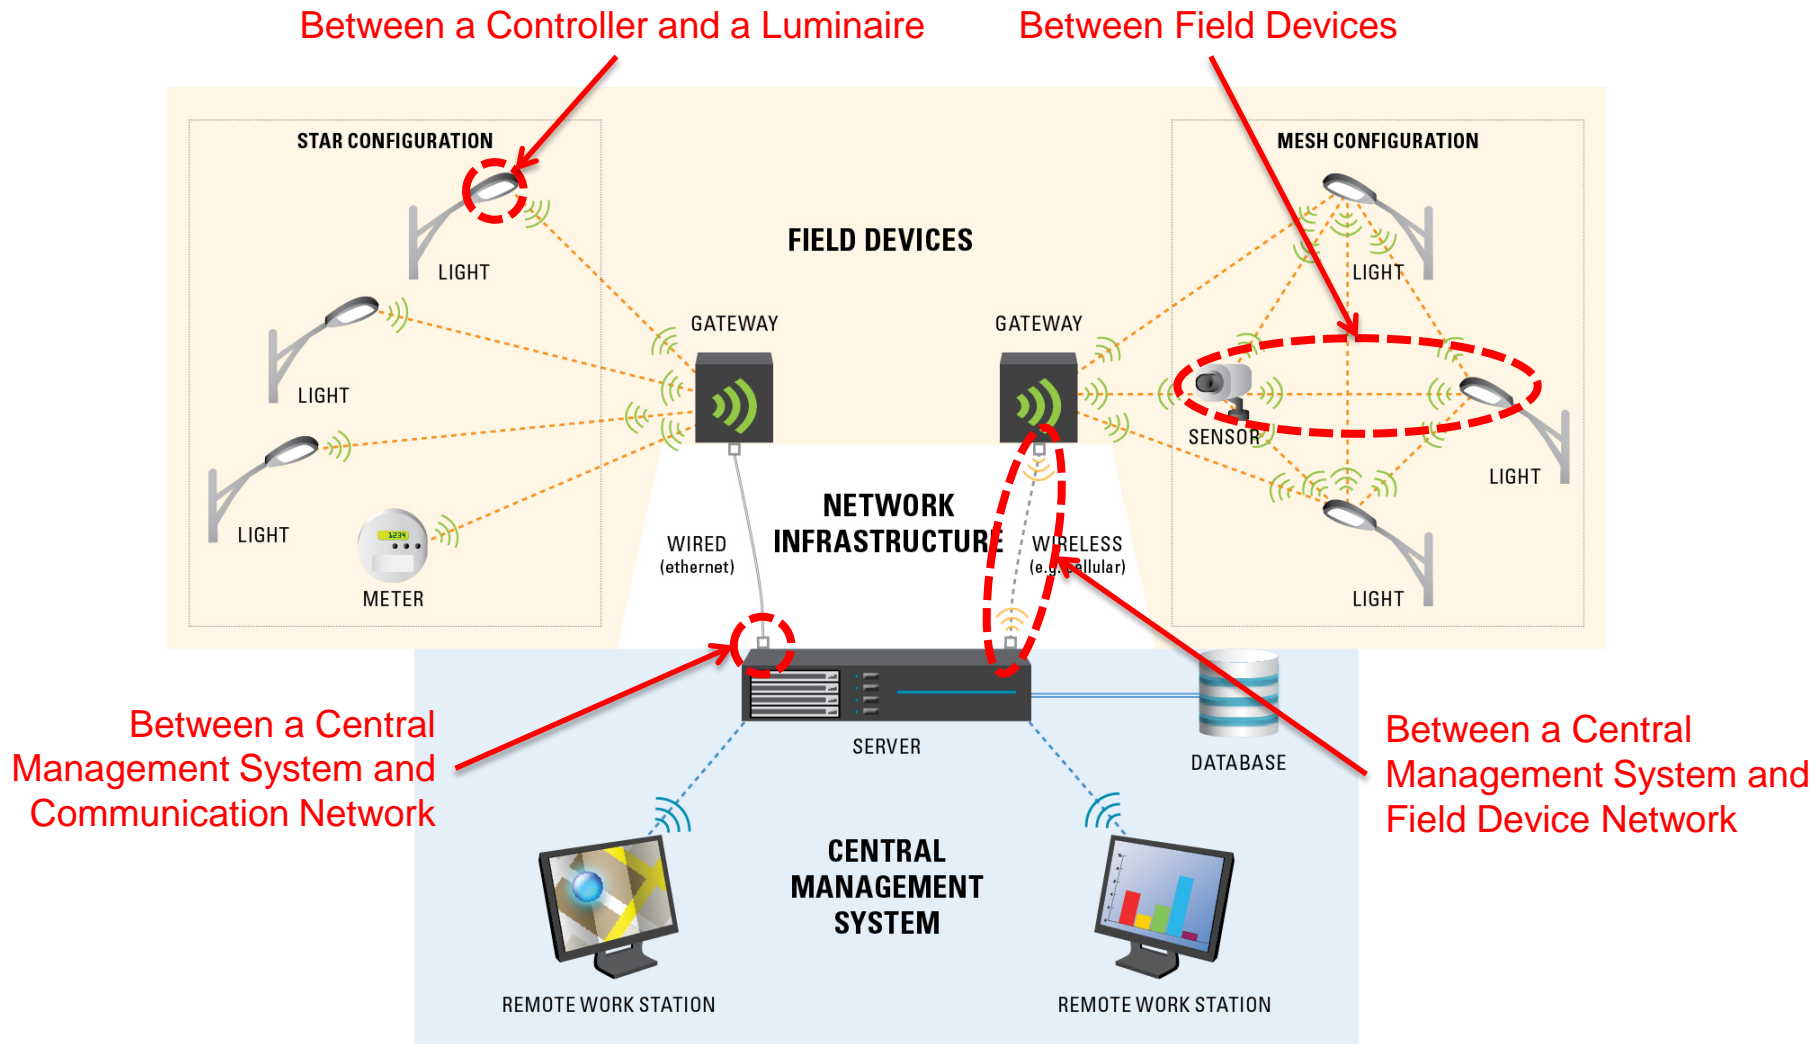 Between a Controller and a Luminaire
Between Field Devices
STAR CONFIGURATION
MESH CONFIGURATION
FIELD DEVICES
LIGHT
LIGHT
GATEWAY
GATEWAY
LIGHT
SENSOR
LIGHT
LIGHT
NETWORK
INFRASTRUCTURE
WIRED
(ethernet)
WIRELESS
(e.g. cellular)
1234
METER
LIGHT
Between a Central
Management System and
Communication Network
SERVER
DATABASE
Between a Central
Management System and
Field Device Network
CENTRAL
MANAGEMENT
SYSTEM
REMOTE WORK STATION
REMOTE WORK STATION